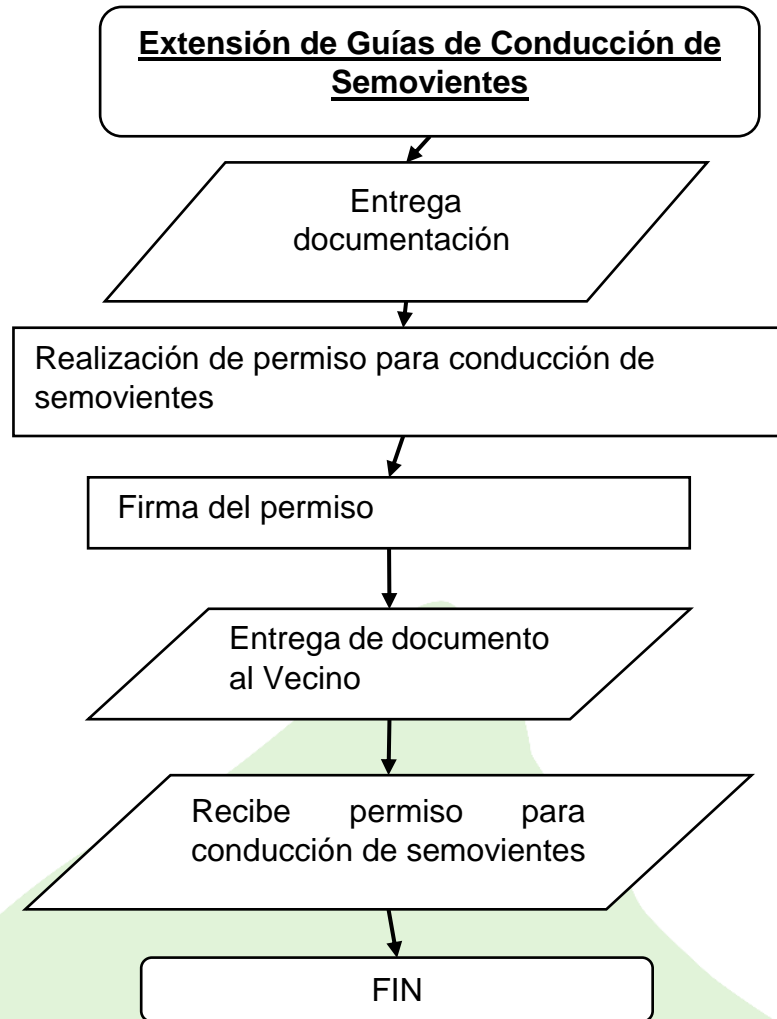 Extensión de Guías de Conducción de
Semovientes
Entrega
documentación
Realización de permiso para conducción de
semovientes
Firma del permiso
Entrega de documento
al Vecino
Recibe permiso para
conducción de semovientes
FIN